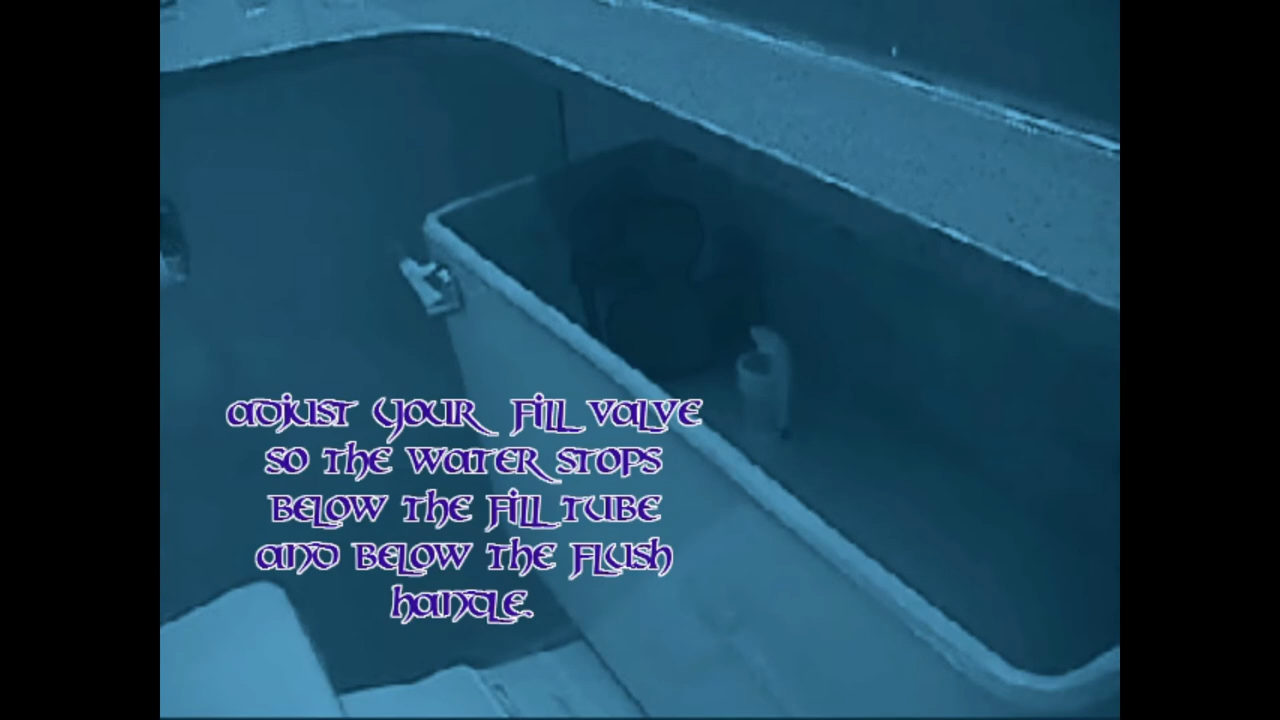 adjust your fill valve
so the water stops
below the fill tube
and below the flush
handle.